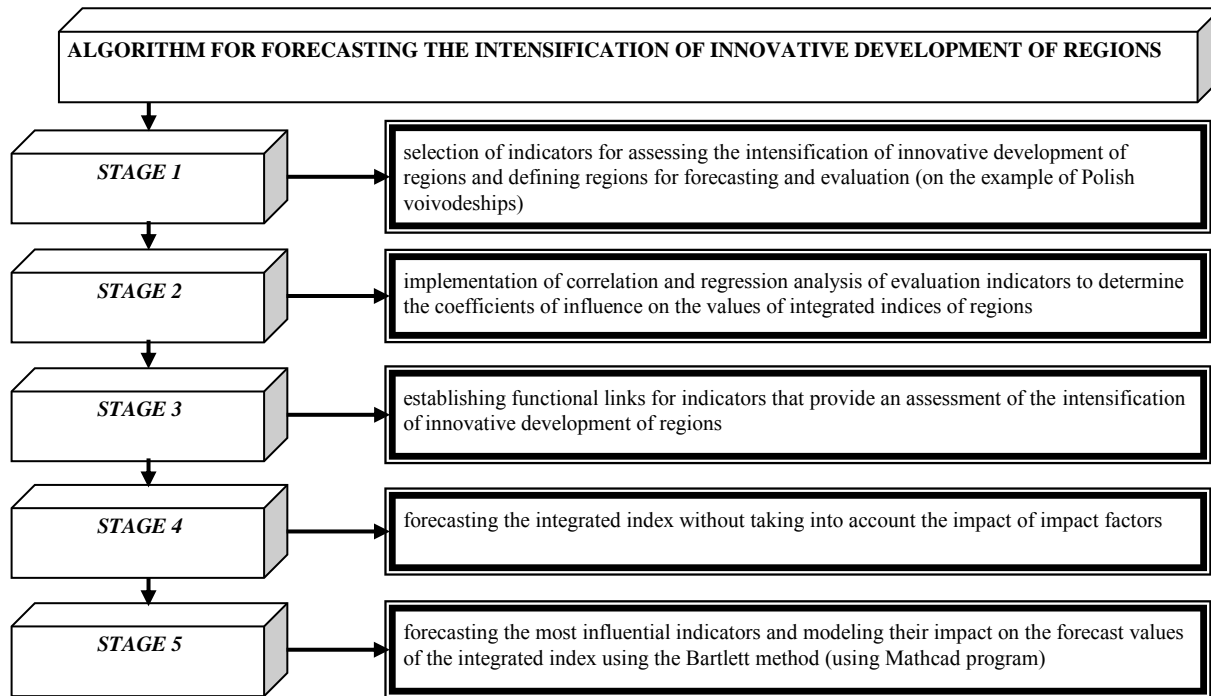 ALGORITHM FOR FORECASTING THE INTENSIFICATION OF INNOVATIVE DEVELOPMENT OF REGIONS
STAGE 1
selection of indicators for assessing the intensification of innovative development of
regions and defining regions for forecasting and evaluation (on the example of Polish
voivodeships)
STAGE 2
implementation of correlation and regression analysis of evaluation indicators to determine
the coefficients of influence on the values of integrated indices of regions
STAGE 3
establishing functional links for indicators that provide an assessment of the intensification
of innovative development of regions
STAGE 4
forecasting the integrated index without taking into account the impact of impact factors
STAGE 5
forecasting the most influential indicators and modeling their impact on the forecast values
of the integrated index using the Bartlett method (using Mathcad program)